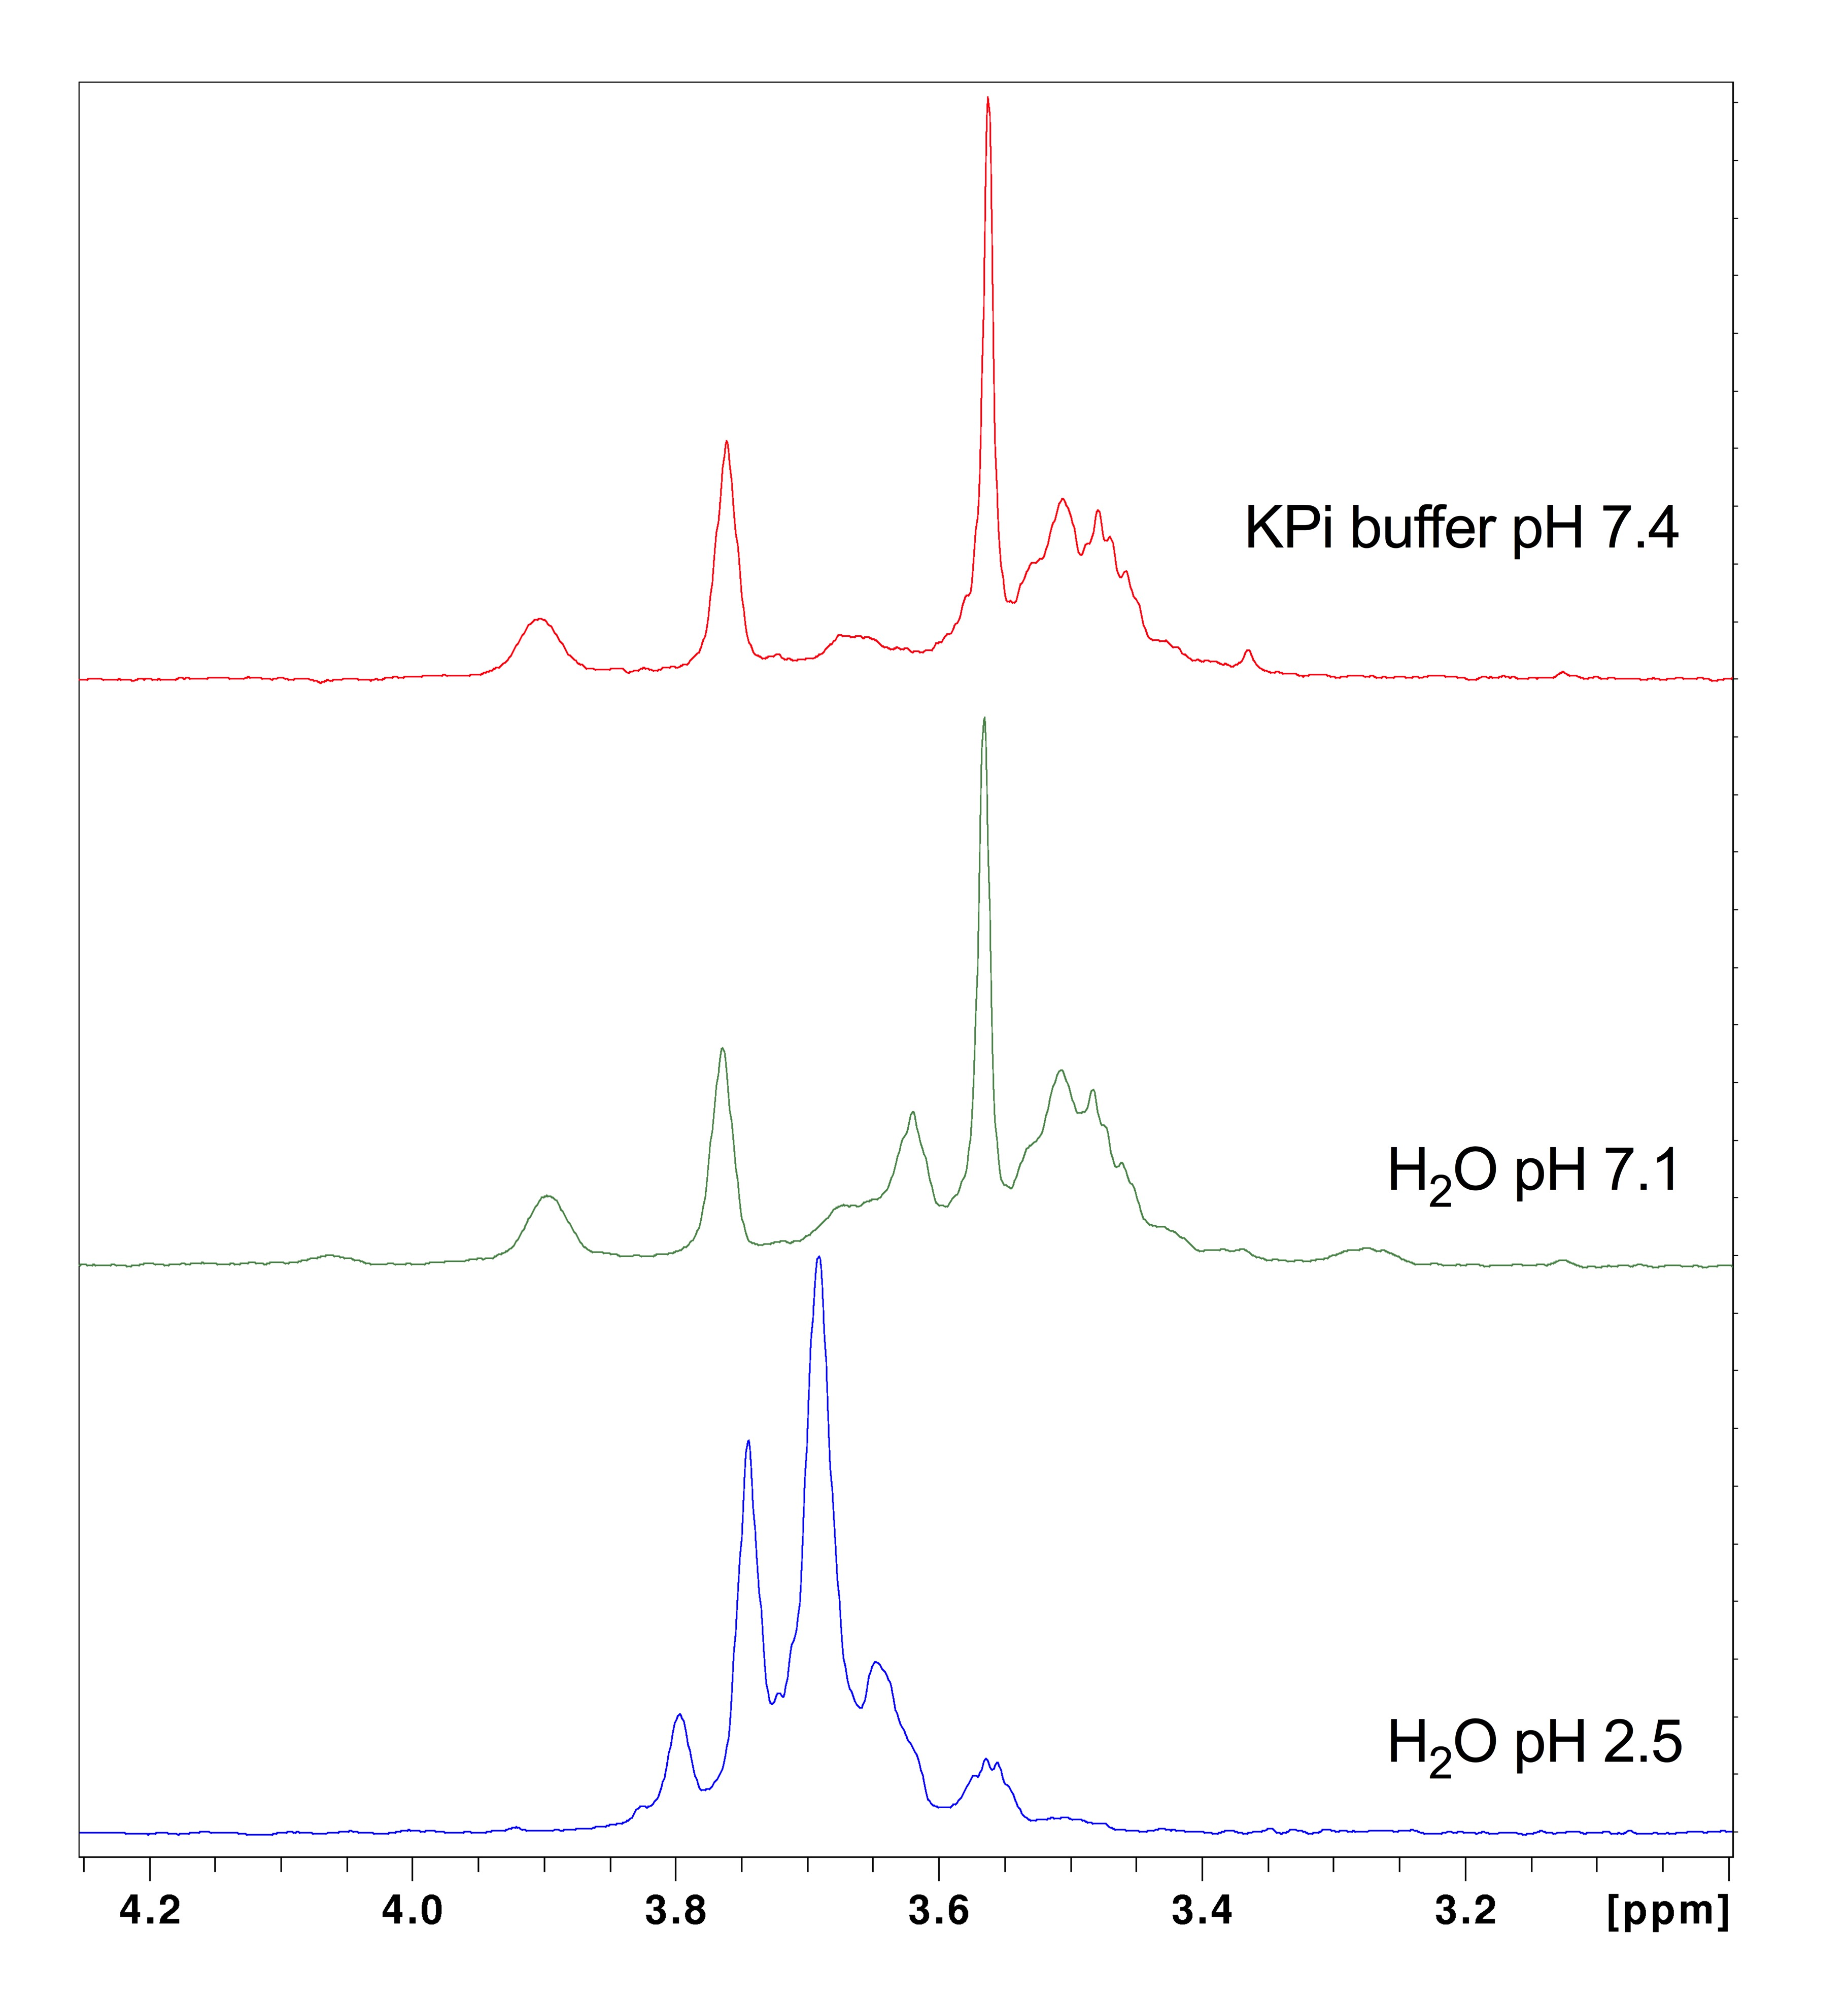 KPi buffer pH 7.4
H₂O pH 7.1
H₂O pH 2.5
4.2 4.0 3.8 3.6 3.4 3.2 [ppm]